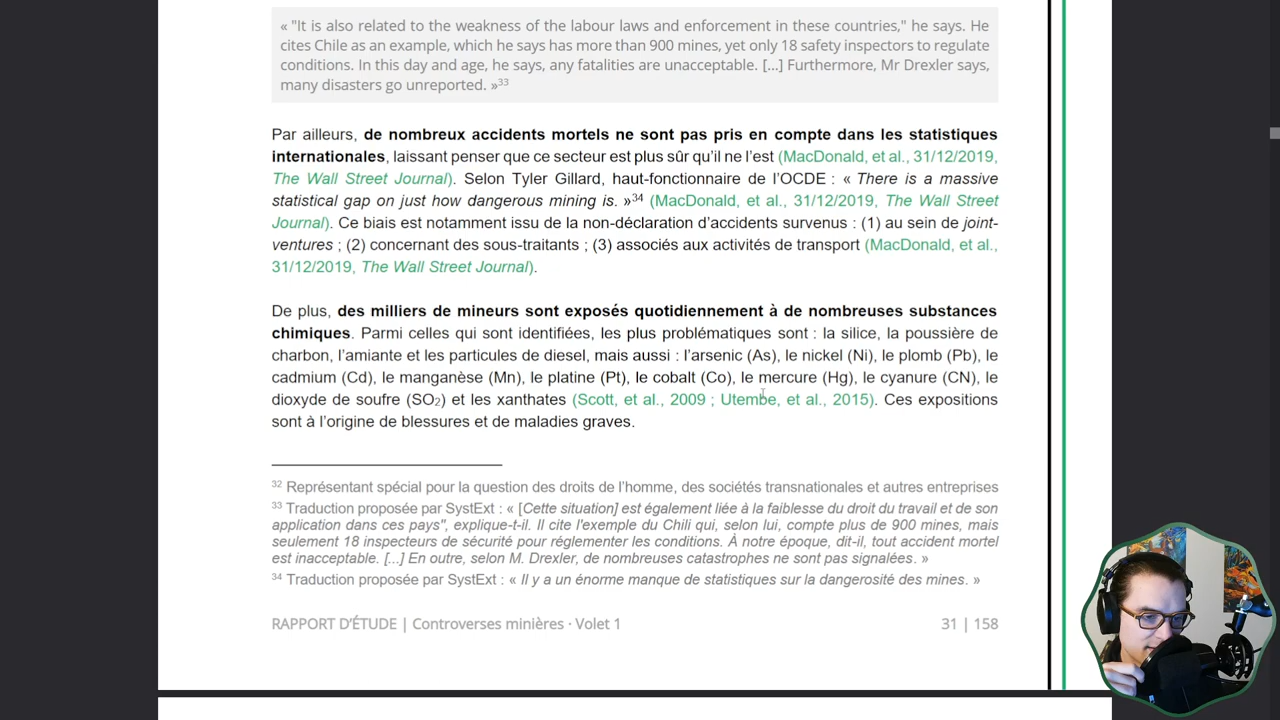 « "It is also related to the weakness of the labour laws and enforcement in these countries," he says. He
cites Chile as an example, which he says has more than 900 mines, yet only 18 safety inspectors to regulate
conditions. In this day and age, he says, any fatalities are unacceptable. [...] Furthermore, Mr Drexler says,
many disasters go unreported. »33
Par ailleurs, de nombreux accidents mortels ne sont pas pris en compte dans les statistiques
internationales, laissant penser que ce secteur est plus sûr qu'il ne l'est (MacDonald, et al., 31/12/2019,
The Wall Street Journal). Selon Tyler Gillard, haut-fonctionnaire de l'OCDE : « There is a massive
statistical gap on just how dangerous mining is. »34 (MacDonald, et al., 31/12/2019, The Wall Street
Journal). Ce biais est notamment issu de la non-déclaration d'accidents survenus : (1) au sein de joint-
ventures ; (2) concernant des sous-traitants ; (3) associés aux activités de transport (MacDonald, et al.,
31/12/2019, The Wall Street Journal).
De plus, des milliers de mineurs sont exposés quotidiennement à de nombreuses substances
chimiques. Parmi celles qui sont identifiées, les plus problématiques sont : la silice, la poussière de
charbon, l'amiante et les particules de diesel, mais aussi : l'arsenic (As), le nickel (Ni), le plomb (Pb), le
cadmium (Cd), le manganèse (Mn), le platine (Pt), le cobalt (Co), le mercure (Hg), le cyanure (CN), le
dioxyde de soufre (SO2) et les xanthates (Scott, et al., 2009 ; Utembe, et al., 2015). Ces expositions
sont à l'origine de blessures et de maladies graves.
32 Représentant spécial pour la question des droits de l'homme, des sociétés transnationales et autres entreprises
33 Traduction proposée par SystExt : « [Cette situation] est également liée à la faiblesse du droit du travail et de son
application dans ces pays", explique-t-il. Il cite l'exemple du Chili qui, selon lui, compte plus de 900 mines, mais
seulement 18 inspecteurs de sécurité pour réglementer les conditions. À notre époque, dit-il, tout accident mortel
est inacceptable. [...] En outre, selon M. Drexler, de nombreuses catastrophes ne sont pas signalées. »
34 Traduction proposée par SystExt : « Il y a un énorme manque de statistiques sur la dangerosité des mines. »
RAPPORT D'ÉTUDE | Controverses minières · Volet 1
31 | 158